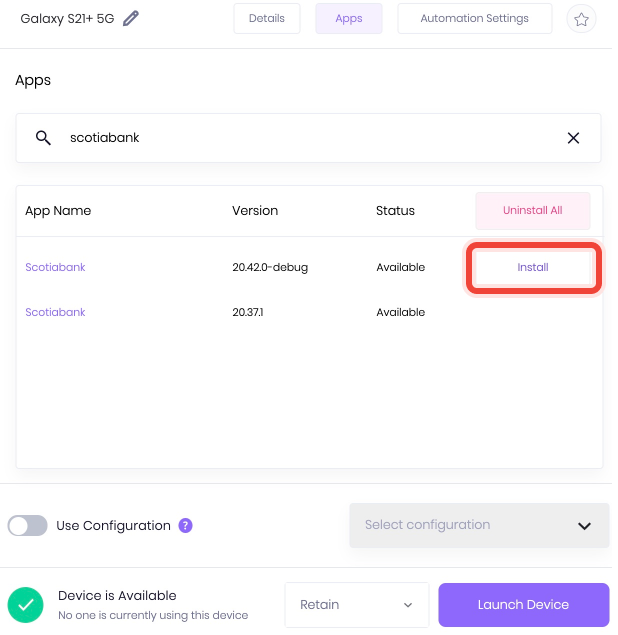 Galaxy S21+ 5G Details Apps Automation Settings
Apps
scotiabank
App Name Version Status Uninstall All
Scotiabank 20.42.0-debug Available Install
Scotiabank 20.37.1 Available
Use Configuration ? Select configuration
Device is Available
No one is currently using this device
Retain Launch Device